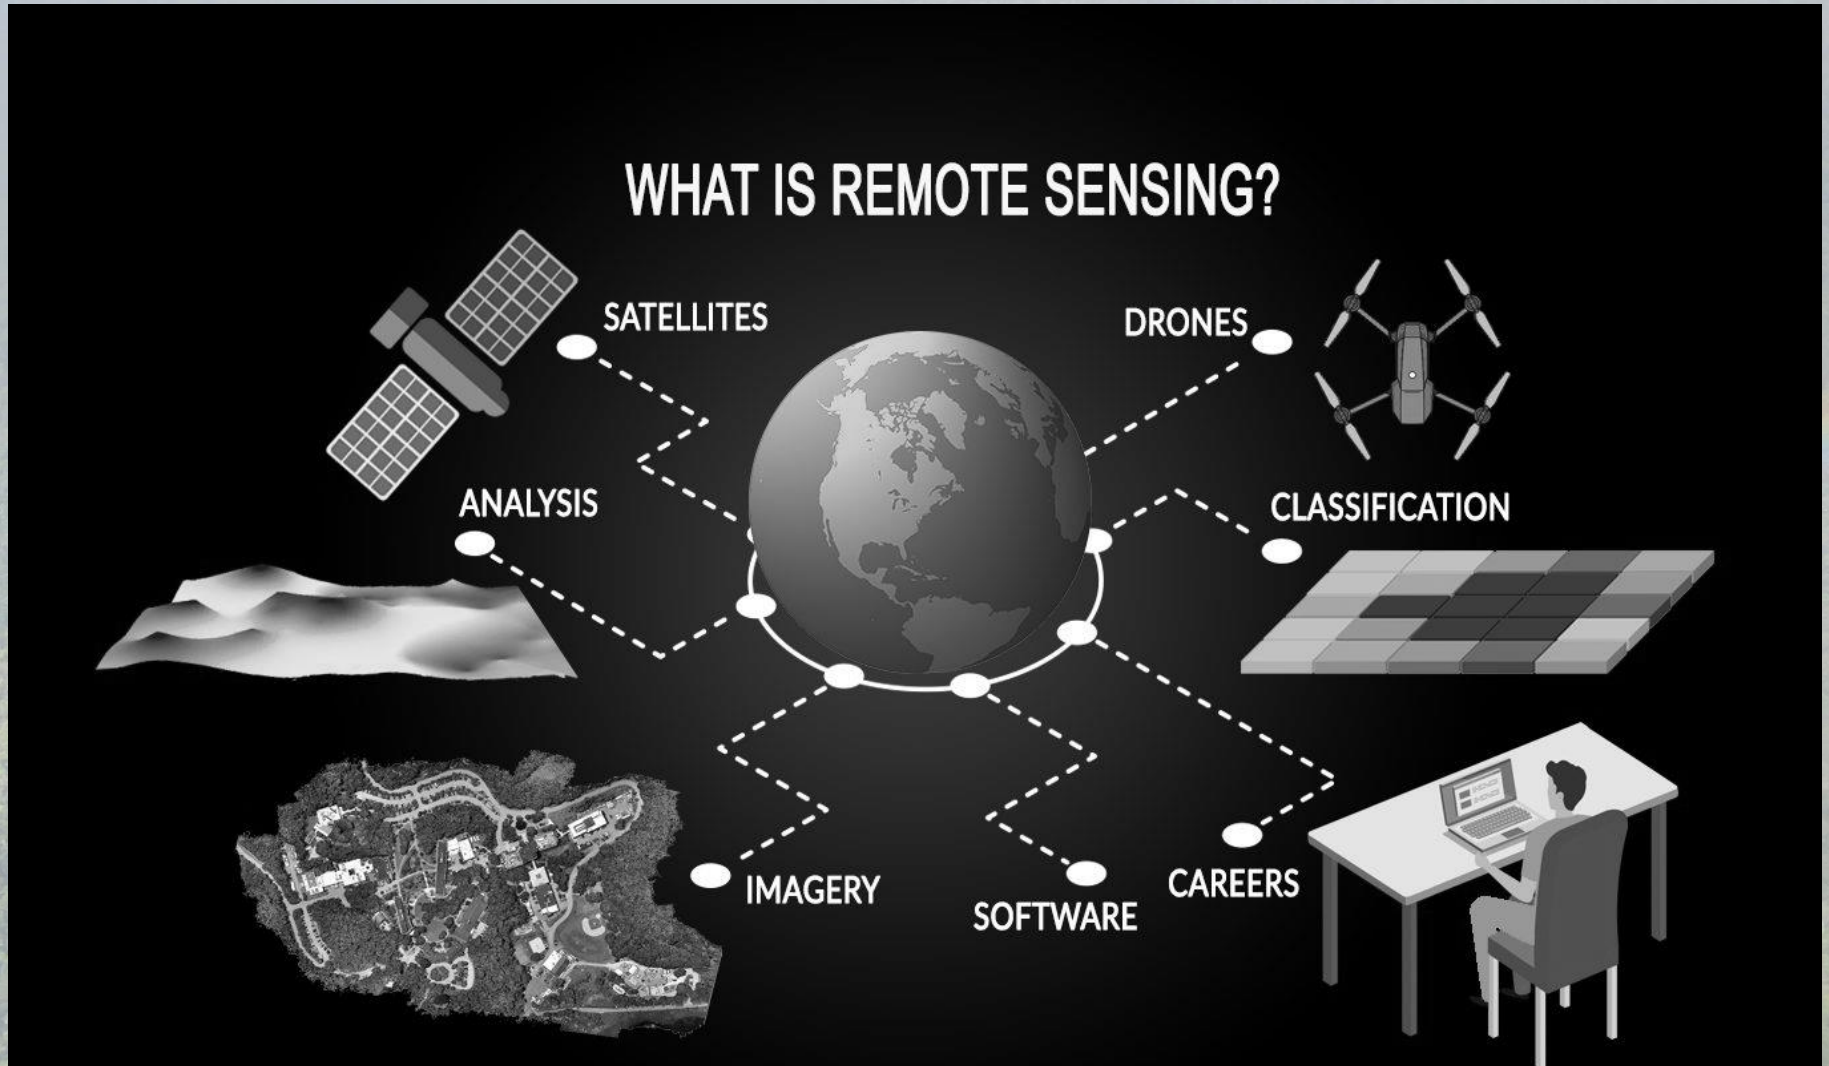 WHAT IS REMOTE SENSING?
SATELLITES
DRONES
ANALYSIS
CLASSIFICATION
IMAGERY
SOFTWARE
CAREERS